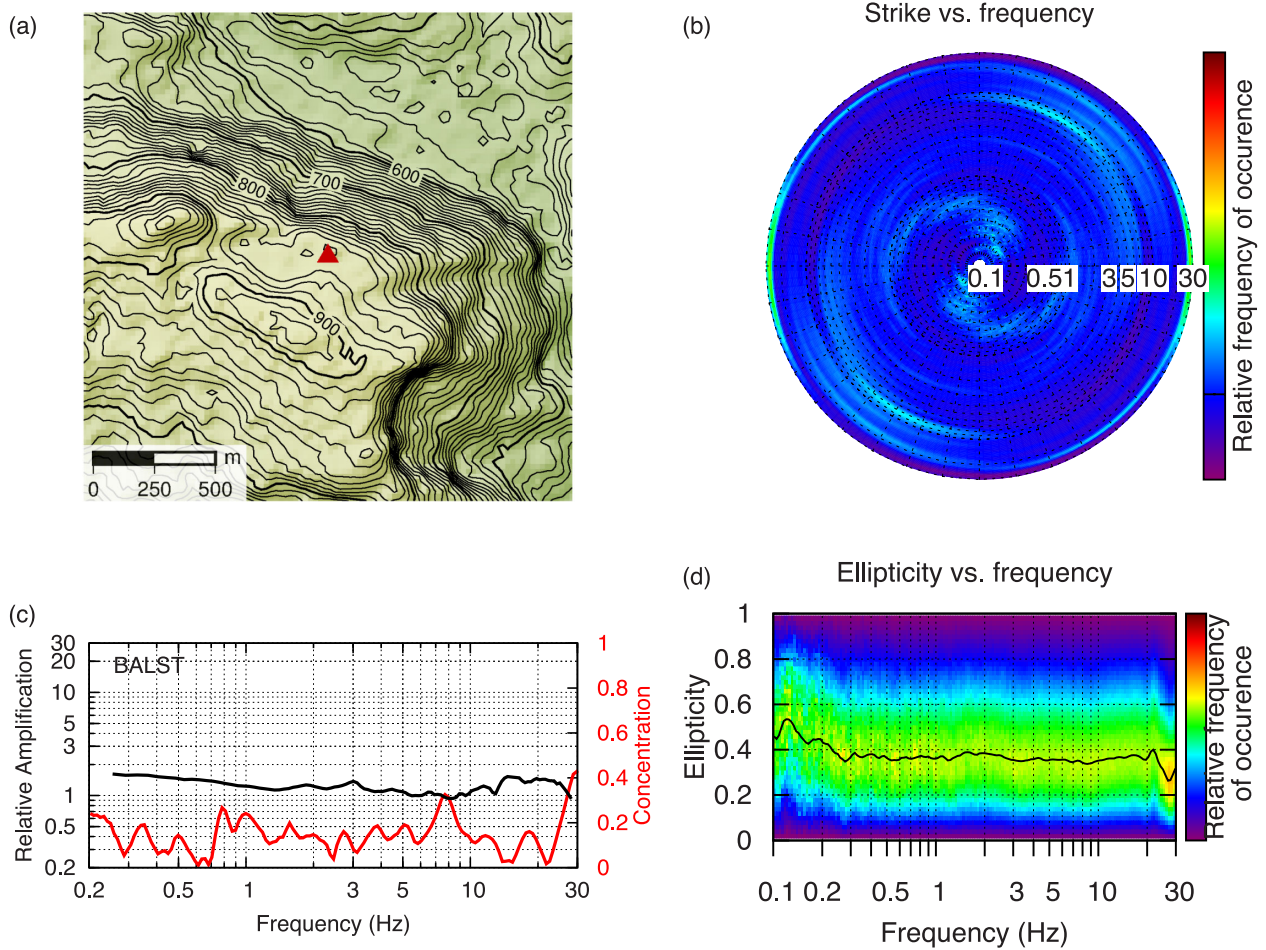 (a)
800
700
600
900
m
0 250 500
(b)
Strike vs. frequency
0.1 0.51 3 5 10 30
Relative frequency of occurence
(c)
30
20
10
5
3
1
0.5
0.2
Relative Amplification
BALST
1
0.8
0.6
0.4
0.2
0
Concentration
0.2 0.5 1 3 5 10 30
Frequency (Hz)
(d)
Ellipticity vs. frequency
1
0.8
0.6
0.4
0.2
0
Ellipticity
0.1 0.2 0.5 1 3 5 10 30
Frequency (Hz)
Relative frequency
of occurence